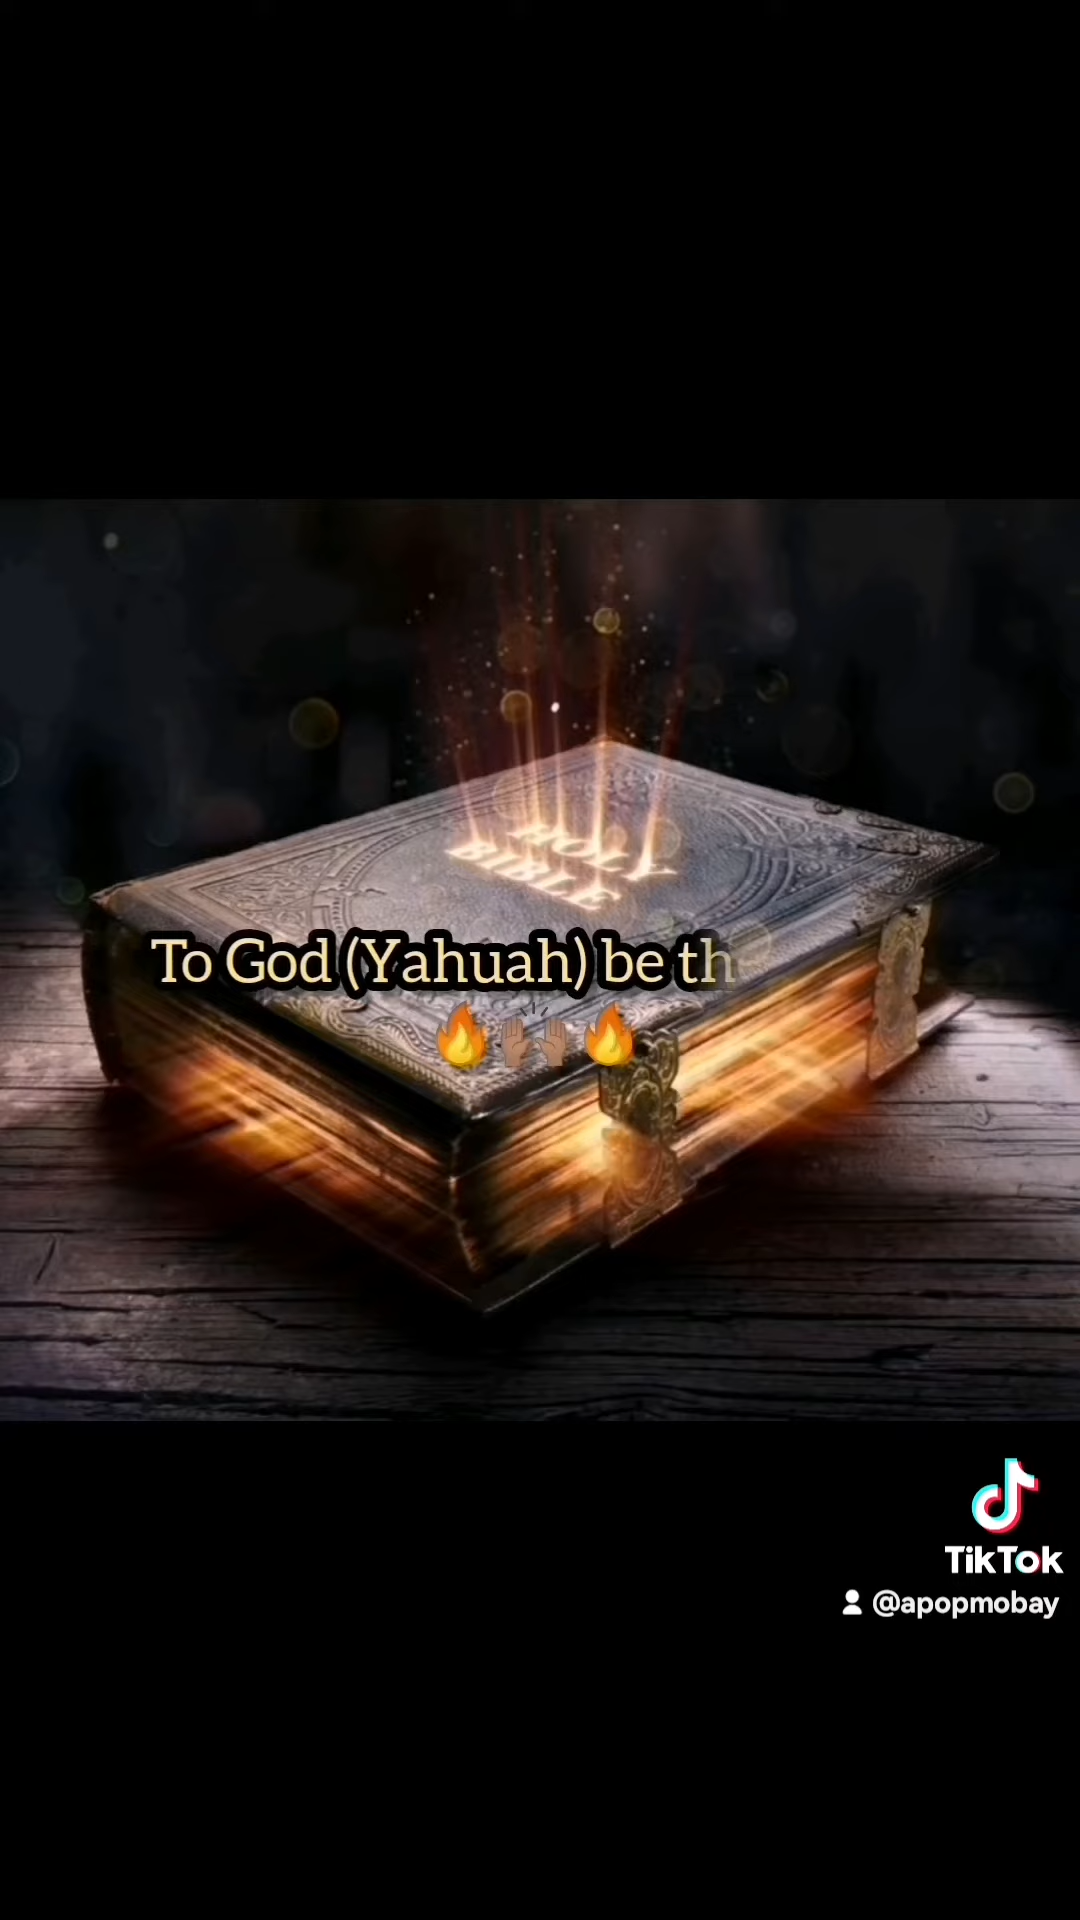 HOLY
BIBLE
To God (Yahuah) be th
🔥🙌🏽🔥
TikTok
@apopmobay